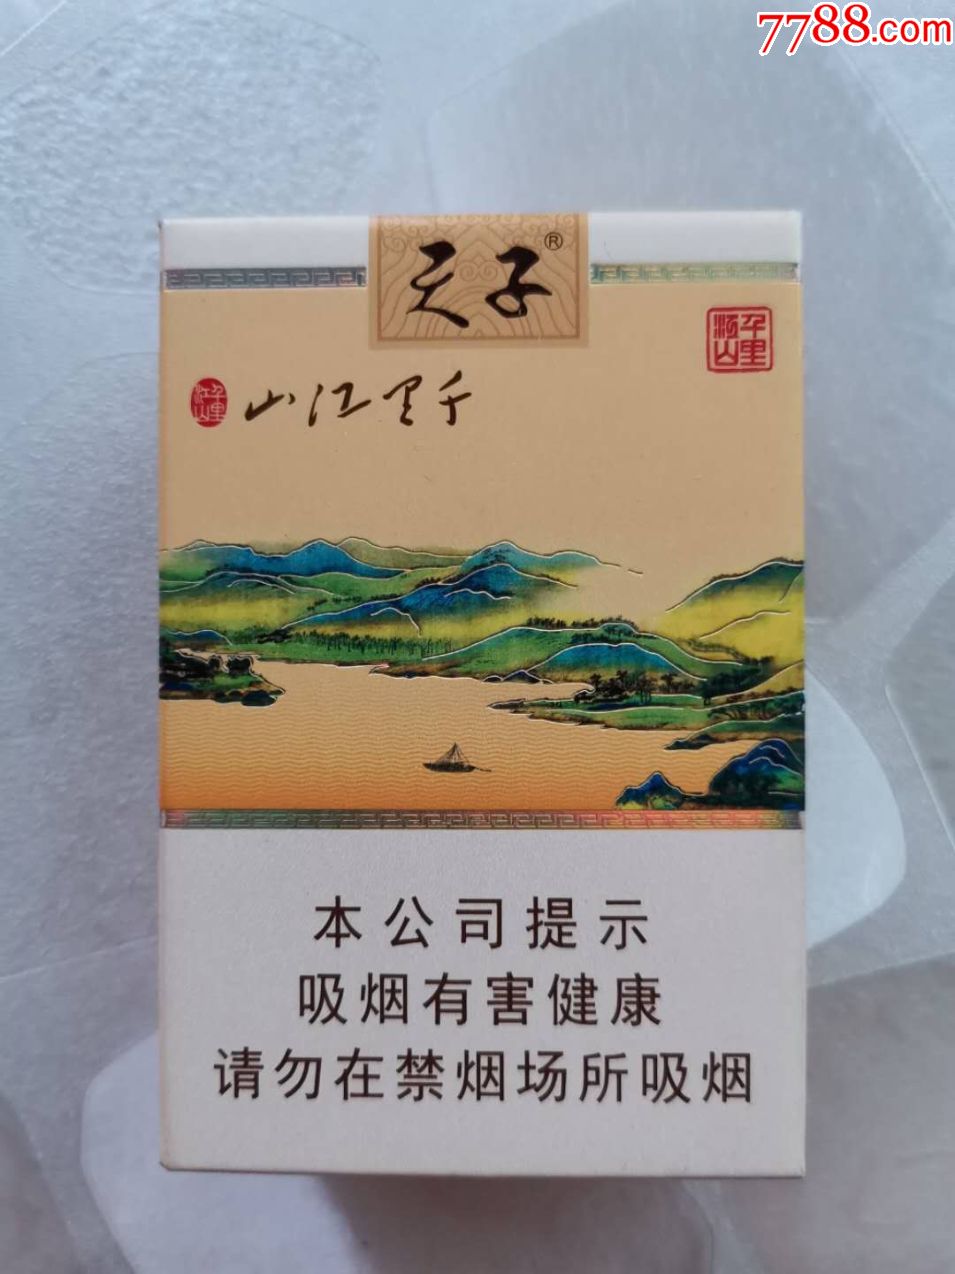 7788.com
天子®
千里江山
千里江山
山江里千
本公司提示
吸烟有害健康
请勿在禁烟场所吸烟